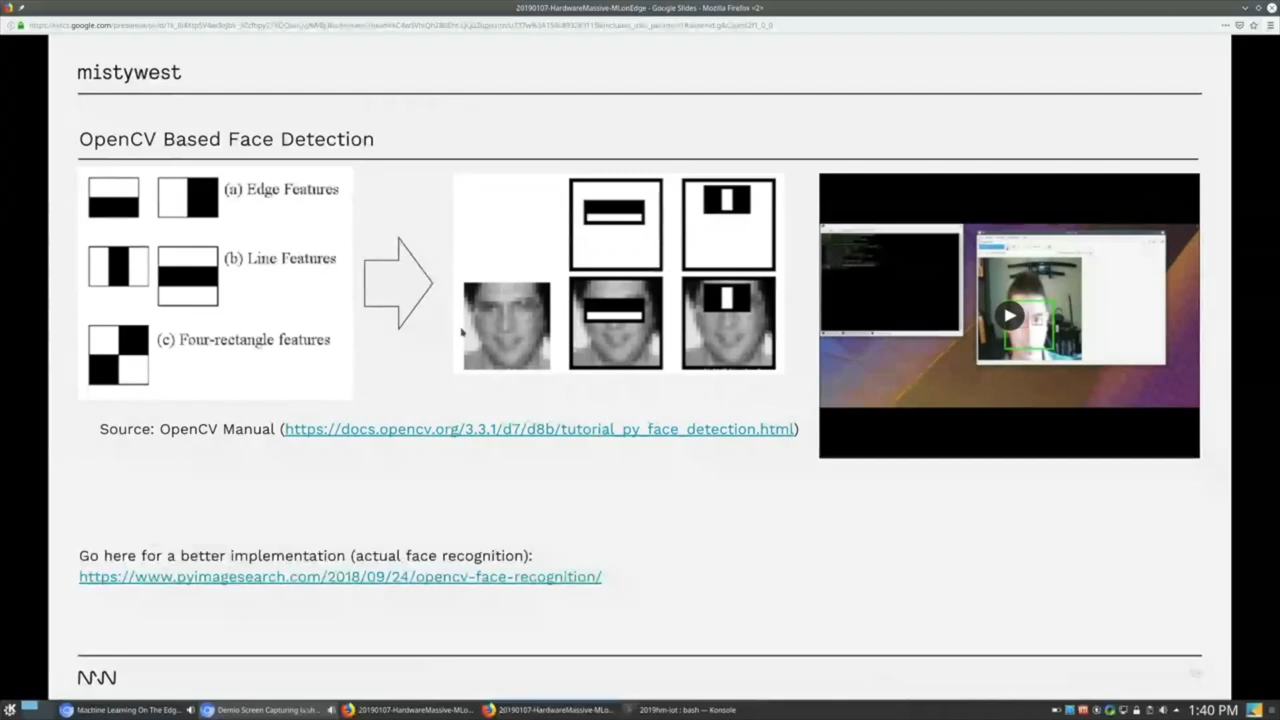 20190107-HardwareMassive-MLonEdge - Google Slides - Mozilla Firefox <2>
mistywest
OpenCV Based Face Detection
(a) Edge Features
(b) Line Features
(c) Four-rectangle features
Source: OpenCV Manual (https://docs.opencv.org/3.3.1/d7/d8b/tutorial_py_face_detection.html)
Go here for a better implementation (actual face recognition):
https://www.pyimagesearch.com/2018/09/24/opencv-face-recognition/
Machine Learning On The Edg...
Demio Screen Capturing is sh...
20190107-HardwareMassive-MLo...
20190107-HardwareMassive-MLo...
2019hm-iot : bash — Konsole
1:40 PM